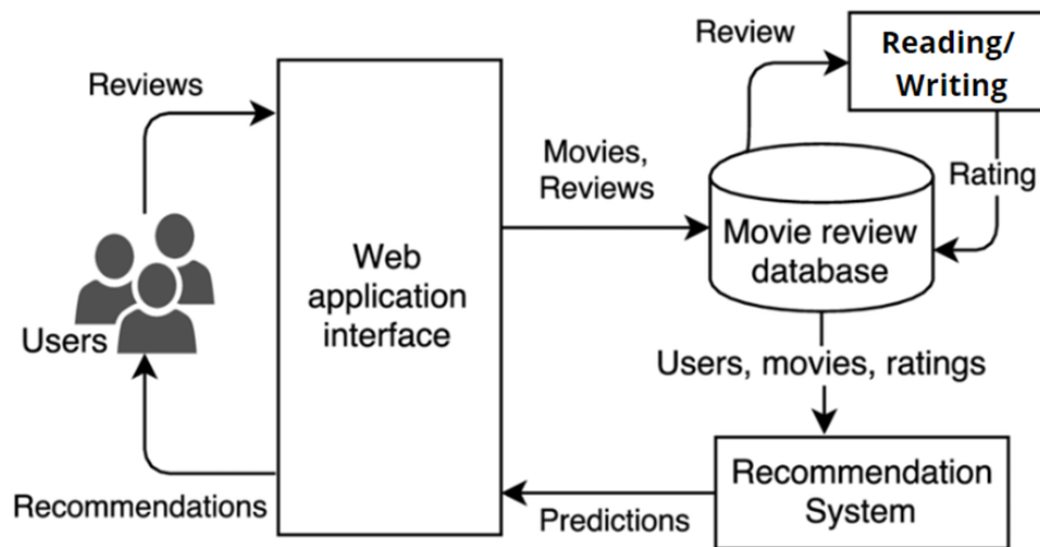 Review
Reading/
Writing
Reviews
Movies,
Reviews
Rating
Web
application
interface
Movie review
database
Users
Users, movies, ratings
Recommendation
System
Recommendations
Predictions